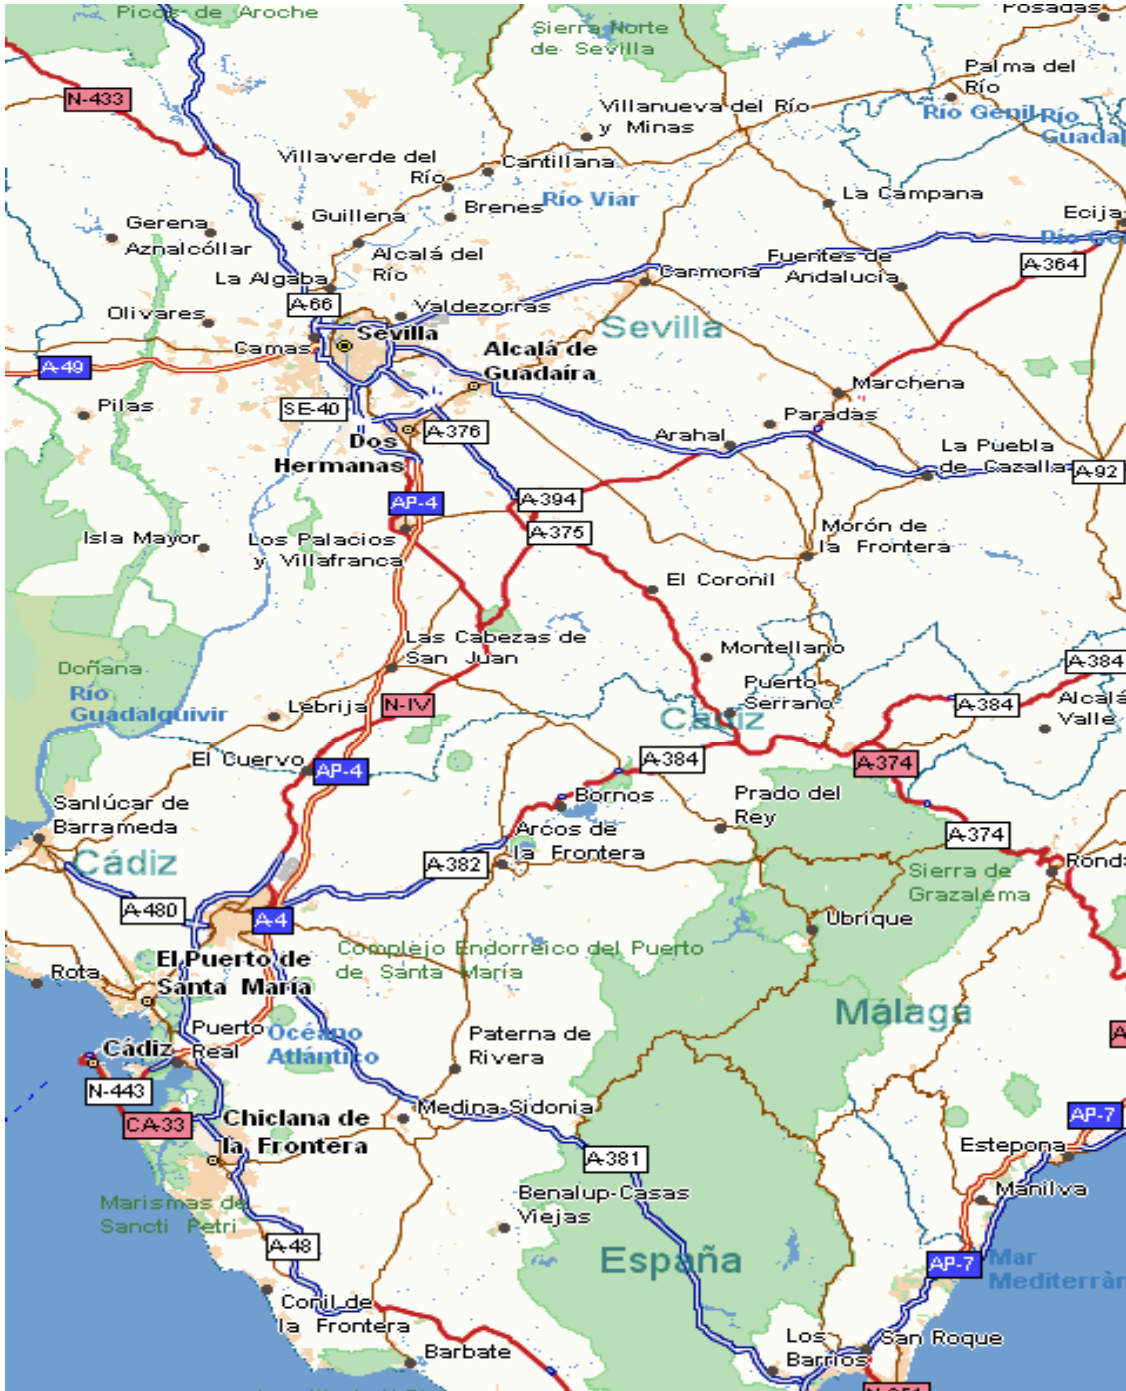 Picos de Aroche
Sierra Norte
de Sevilla
Posadas
Palma del
Río
N-433
Villanueva del Río
y Minas
Río Genil
Río
Villaverde del
Río
Cantillana
La Campana
Río Viar
Brenes
Guillena
Gerena
Aznalcóllar
Ecija
Alcalá del
Río
Fuentes de
Andalucía
A-364
La Algaba
Carmona
A-66
Valdezorras
Olivares
Sevilla
Sevilla
Camas
Alcalá de
Guadaíra
A-49
Marchena
Pilas
SE-40
Paradas
A-376
Dos
Hermanas
Arahal
La Puebla
de Cazalla
A-92
AP-4
A-394
A-375
Isla Mayor
Los Palacios
y Villafranca
Morón de
la Frontera
El Coronil
Las Cabezas de
San Juan
Montellano
A-384
Doñana
Río
Guadalquivir
Puerto
Serrano
Lebrija
N-IV
Cádiz
A-384
Alcalá
Valle
El Cuervo
AP-4
A-384
A-374
Sanlúcar de
Barrameda
Bornos
Prado del
Rey
Arcos de
la Frontera
A-374
Cádiz
A-382
Sierra de
Grazalema
Ronda
A-480
A-4
Ubrique
El Puerto de
Santa María
Complejo Endorreico del Puerto
de Santa María
Rota
Málaga
Puerto
Real
Océano
Atlántico
Paterna de
Rivera
Cádiz
N-443
CA-33
Chiclana de
la Frontera
Medina-Sidonia
AP-7
A-381
Estepona
Marismas de
Sancti Petri
Benalup-Casas
Viejas
Manilva
A-48
España
AP-7
Mar
Conil de
la Frontera
Barbate
Los
Barrios
San Roque